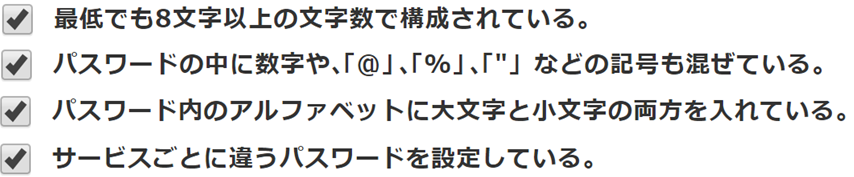 最低でも8文字以上の文字数で構成されている。
パスワードの中に数字や､｢@｣､｢%｣､｢"｣ などの記号も混ぜている。
パスワード内のアルファベットに大文字と小文字の両方を入れている。
サービスごとに違うパスワードを設定している。